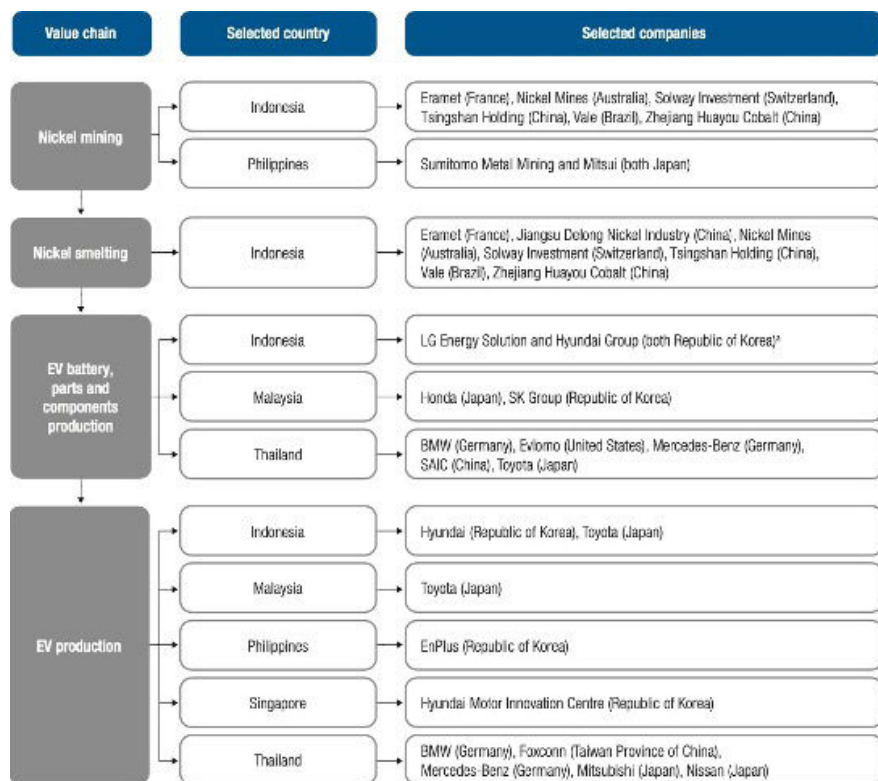 Value chain
Selected country
Selected companies
Nickel mining
Indonesia
Eramet (France), Nickel Mines (Australia), Solway Investment (Switzerland),
Tsingshan Holding (China), Vale (Brazil), Zhejiang Huayou Cobalt (China)
Philippines
Sumitomo Metal Mining and Mitsui (both Japan)
Nickel smelting
Indonesia
Eramet (France), Jiangsu Delong Nickel Industry (China), Nickel Mines
(Australia), Solway Investment (Switzerland), Tsingshan Holding (China),
Vale (Brazil), Zhejiang Huayou Cobalt (China)
EV battery,
parts and
components
production
Indonesia
LG Energy Solution and Hyundai Group (both Republic of Korea)ᵃ
Malaysia
Honda (Japan), SK Group (Republic of Korea)
Thailand
BMW (Germany), Evlomo (United States), Mercedes-Benz (Germany),
SAIC (China), Toyota (Japan)
EV production
Indonesia
Hyundai (Republic of Korea), Toyota (Japan)
Malaysia
Toyota (Japan)
Philippines
EnPlus (Republic of Korea)
Singapore
Hyundai Motor Innovation Centre (Republic of Korea)
Thailand
BMW (Germany), Foxconn (Taiwan Province of China),
Mercedes-Benz (Germany), Mitsubishi (Japan), Nissan (Japan)